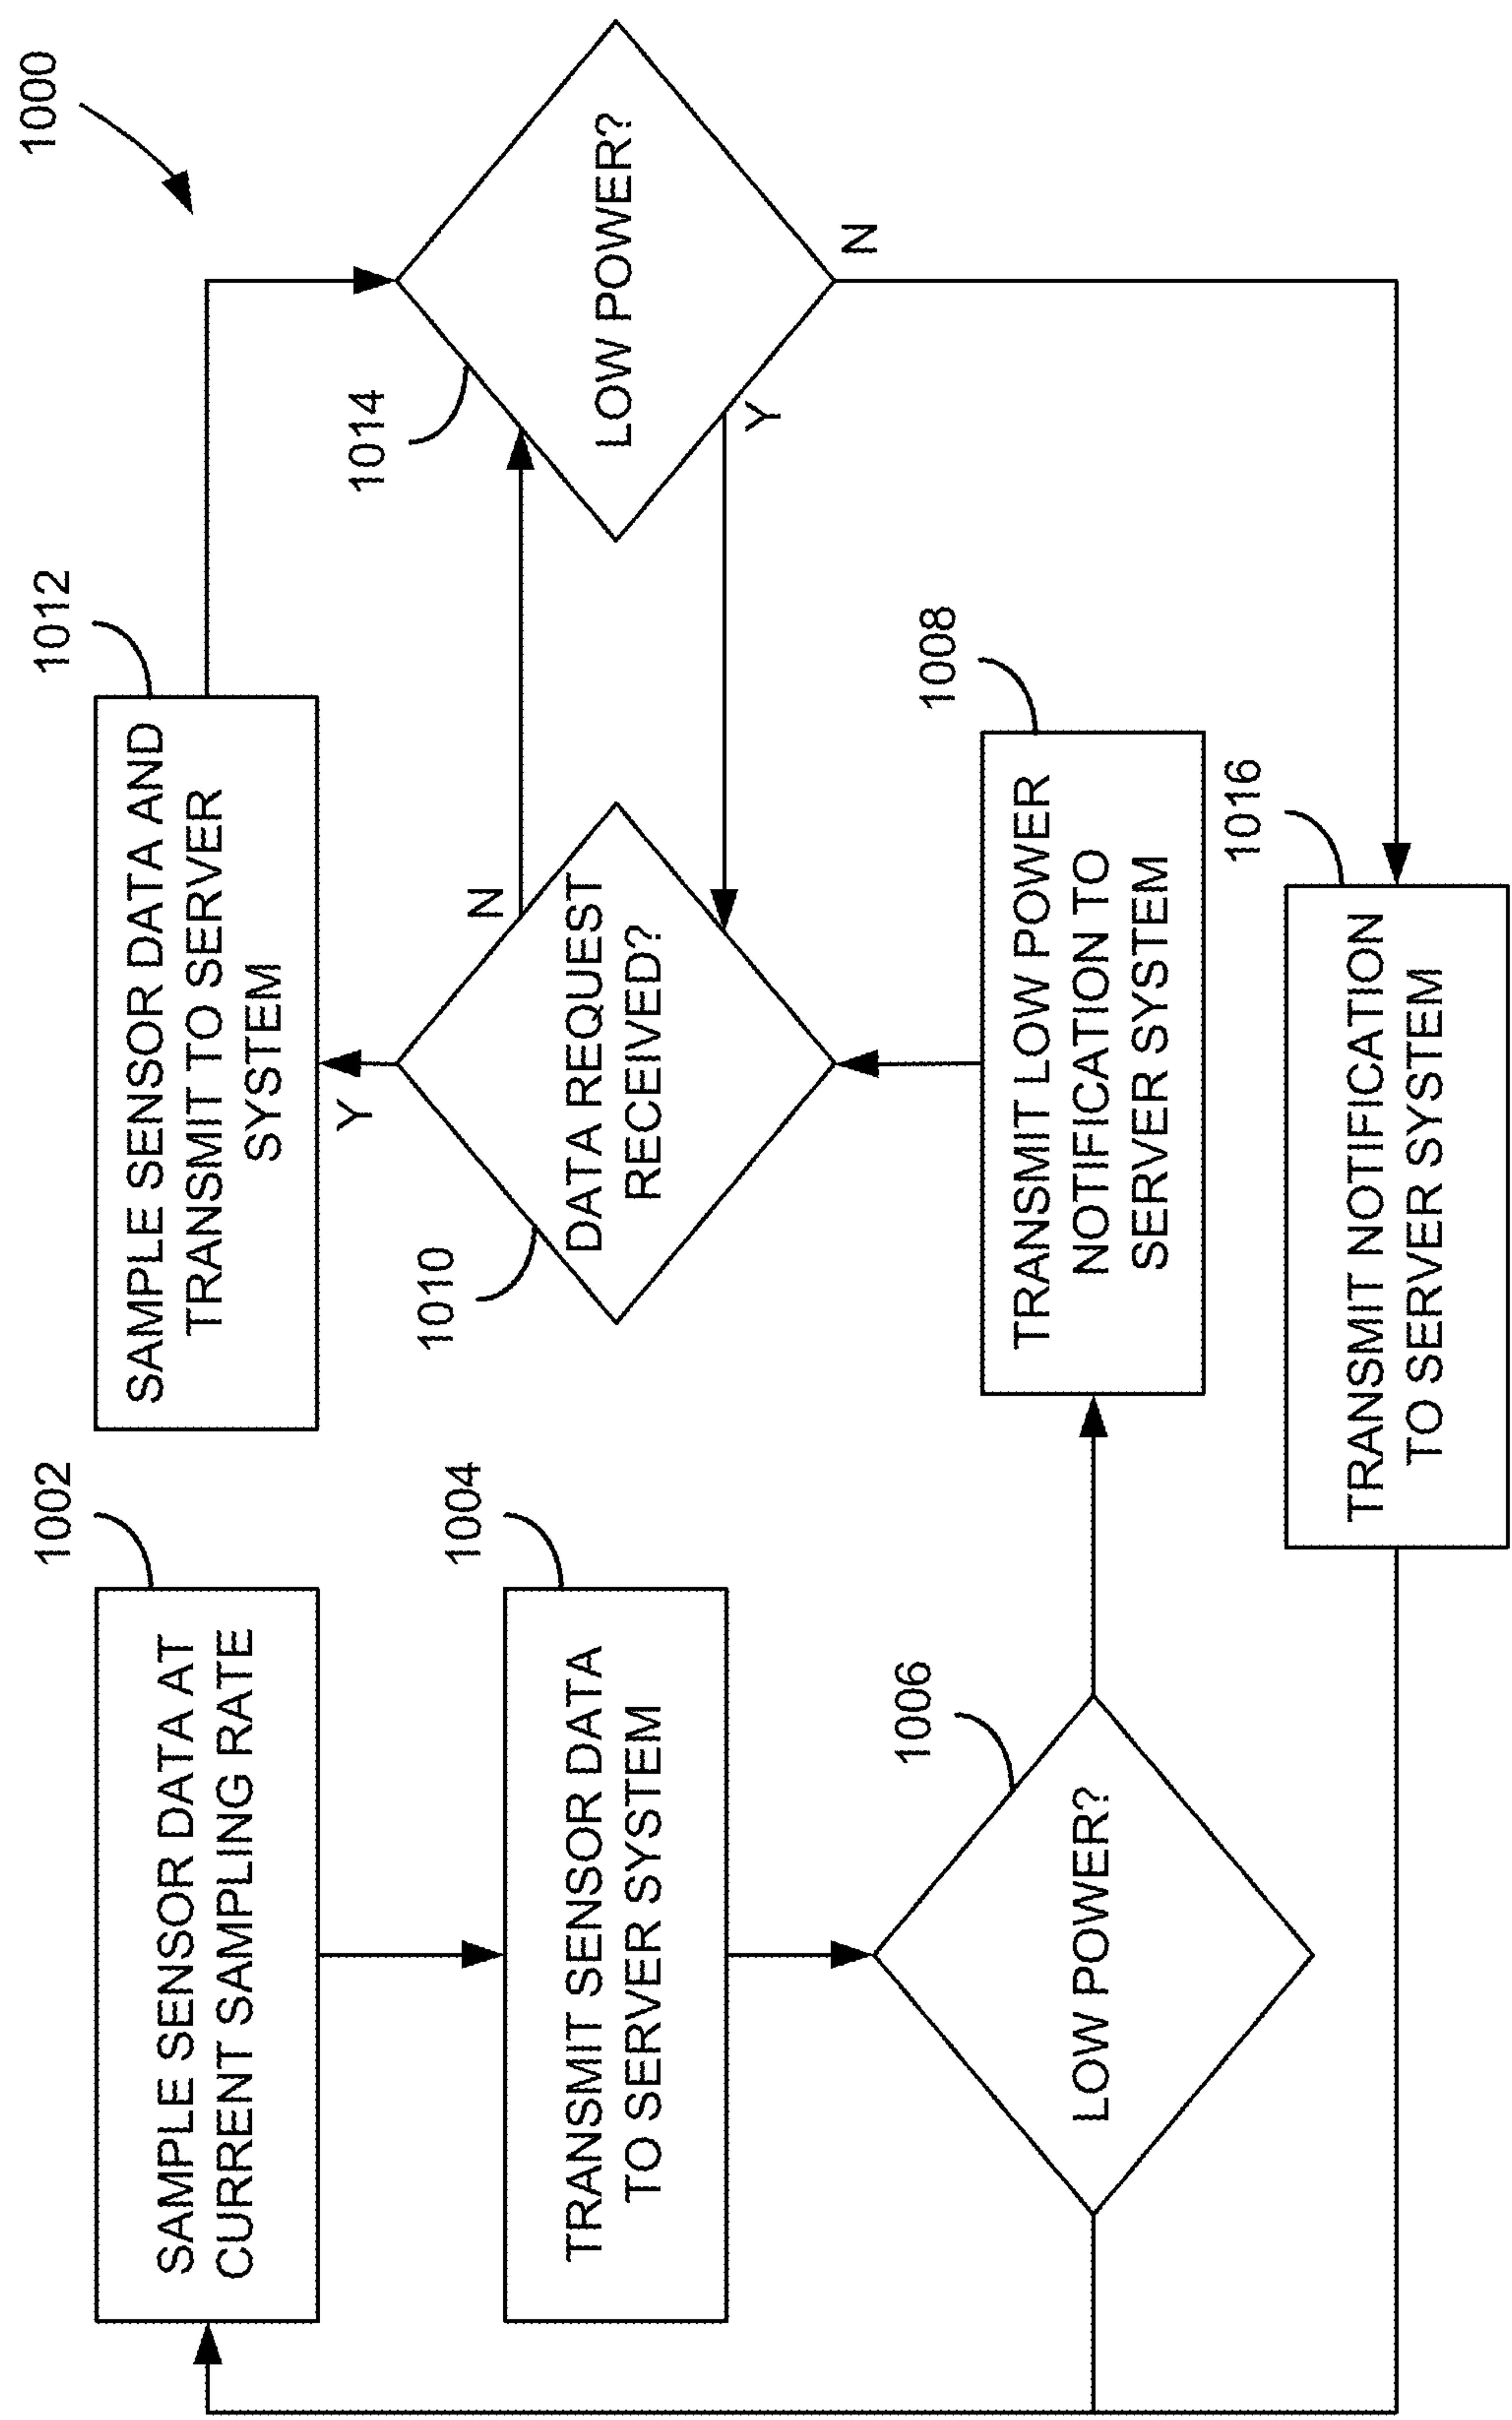 1000
1002
SAMPLE SENSOR DATA AT
CURRENT SAMPLING RATE
1004
TRANSMIT SENSOR DATA
TO SERVER SYSTEM
1006
LOW POWER?
1008
TRANSMIT LOW POWER
NOTIFICATION TO
SERVER SYSTEM
1010
DATA REQUEST
RECEIVED?
Y
N
1012
SAMPLE SENSOR DATA AND
TRANSMIT TO SERVER
SYSTEM
1014
LOW POWER?
Y
N
1016
TRANSMIT NOTIFICATION
TO SERVER SYSTEM